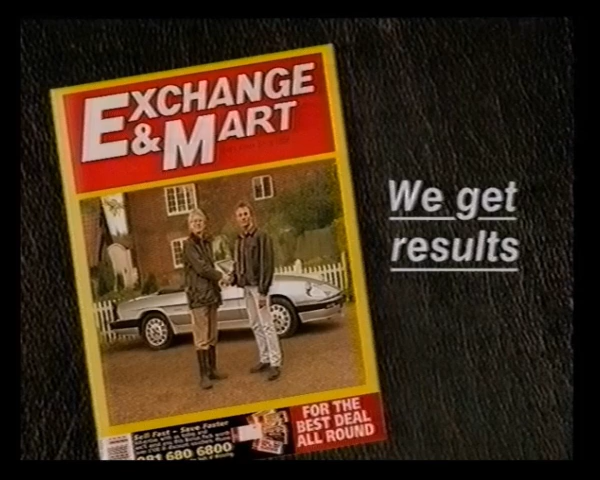 EXCHANGE
& MART
We get
results
FOR THE
BEST DEAL
ALL ROUND
Sell Fast - Save Faster
081 680 6800